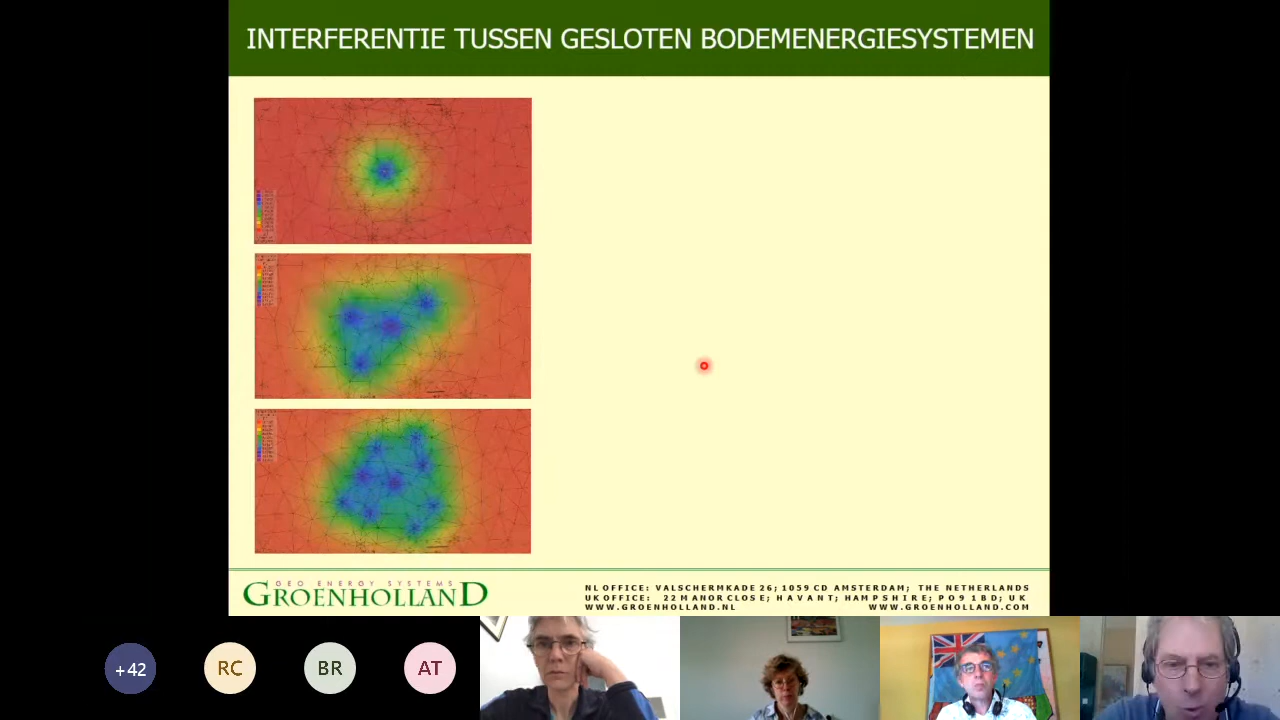 INTERFERENTIE TUSSEN GESLOTEN BODEMENERGIESYSTEMEN
GEO ENERGY SYSTEMS
GROENHOLLAND
NL OFFICE: VALSCHERMKADE 26; 1059 CD AMSTERDAM; THE NETHERLANDS
UK OFFICE: 22 MANOR CLOSE; HAVANT; HAMPSHIRE; PO9 1BD; UK
WWW.GROENHOLLAND.NL WWW.GROENHOLLAND.COM
+42
RC
BR
AT